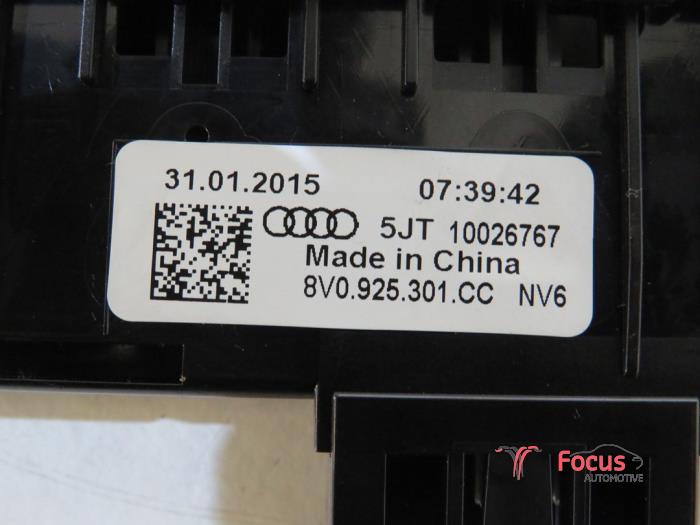 31.01.2015 07:39:42
5JT 10026767
Made in China
8V0.925.301.CC NV6
Focus
AUTOMOTIVE